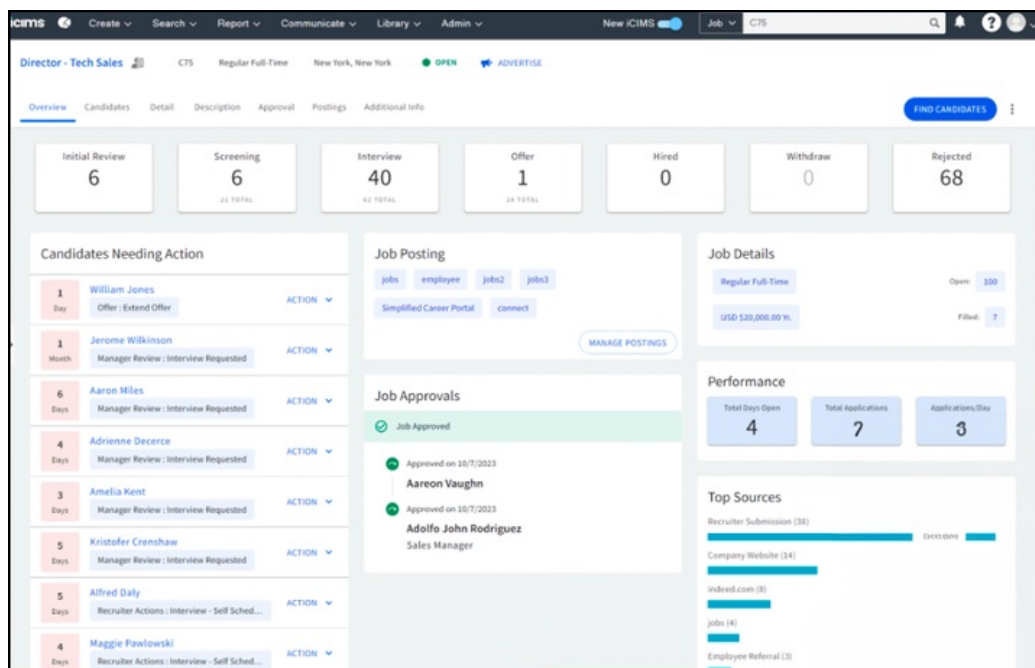 icims Create Search Report Communicate Library Admin New iCIMS Job C75 ?
Director - Tech Sales C75 Regular Full-Time New York, New York OPEN ADVERTISE
Overview Candidates Detail Description Approval Postings Additional Info FIND CANDIDATES
Initial Review
6
Screening
6
21 TOTAL
Interview
40
62 TOTAL
Offer
1
24 TOTAL
Hired
0
Withdraw
0
Rejected
68
Candidates Needing Action
1 Day
William Jones
Offer : Extend Offer
ACTION
1 Month
Jerome Wilkinson
Manager Review : Interview Requested
ACTION
6 Days
Aaron Miles
Manager Review : Interview Requested
ACTION
4 Days
Adrienne Decerce
Manager Review : Interview Requested
ACTION
3 Days
Amelia Kent
Manager Review : Interview Requested
ACTION
5 Days
Kristofer Crenshaw
Manager Review : Interview Requested
ACTION
5 Days
Alfred Daly
Recruiter Actions : Interview - Self Sched...
ACTION
4 Days
Maggie Pawlowski
Recruiter Actions : Interview - Self Sched...
ACTION
Job Posting
jobs employee jobs2 jobs3
Simplified Career Portal connect
MANAGE POSTINGS
Job Approvals
Job Approved
Approved on 10/7/2023
Aareon Vaughn
Approved on 10/7/2023
Adolfo John Rodriguez
Sales Manager
Job Details
Regular Full-Time Open: 100
USD $20,000.00 Yr. Filled: 7
Performance
Total Days Open
4
Total Applications
7
Applications/Day
3
Top Sources
Recruiter Submission (38)
Company Website (14)
indeed.com (8)
jobs (4)
Employee Referral (3)